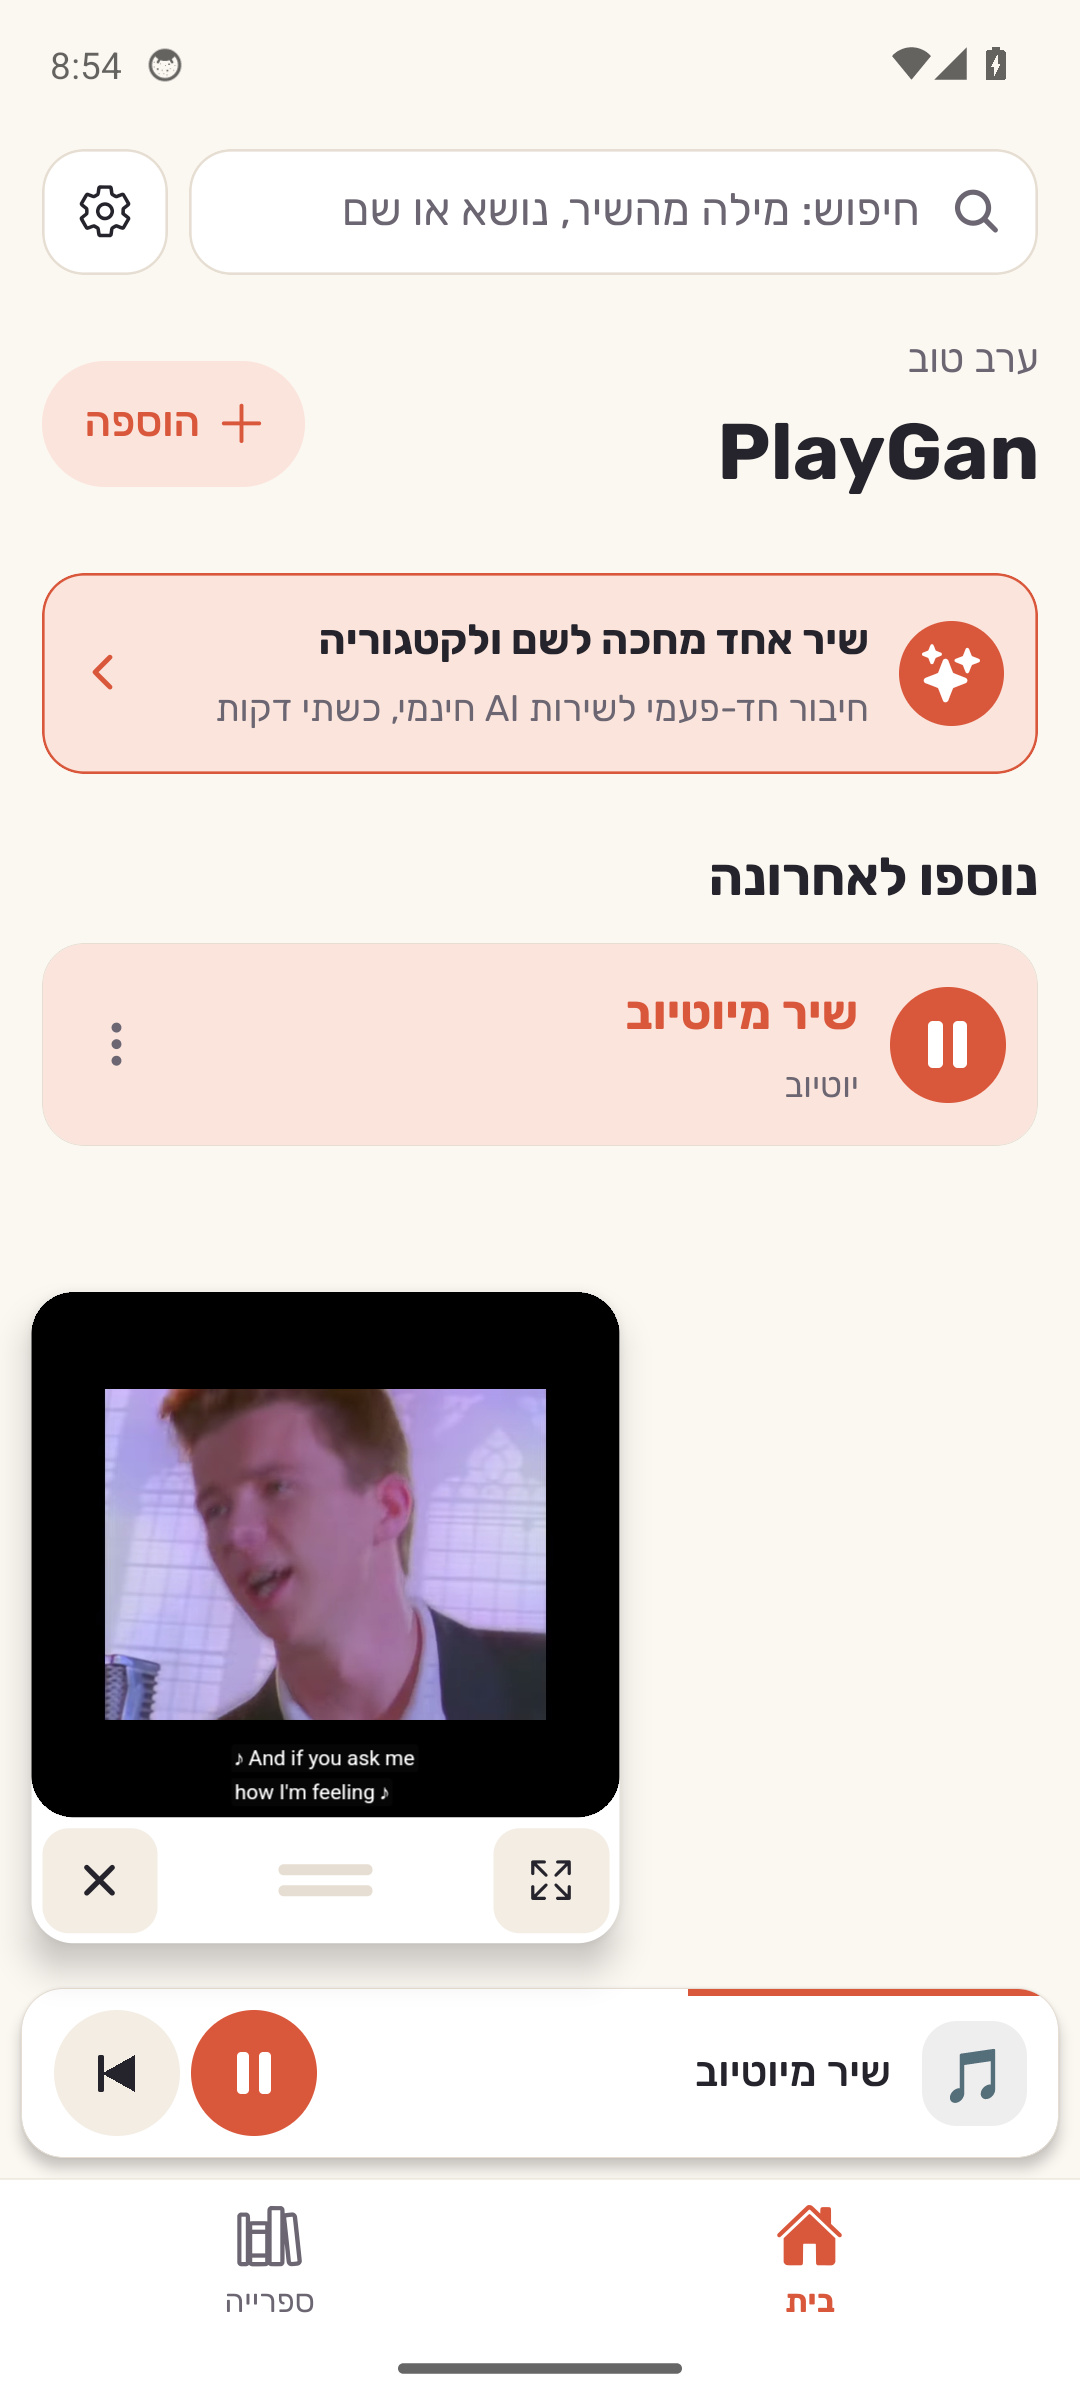 8:54
חיפוש: מילה מהשיר, נושא או שם
ערב טוב
PlayGan
הוספה
שיר אחד מחכה לשם ולקטגוריה
חיבור חד-פעמי לשירות AI חינמי, כשתי דקות
נוספו לאחרונה
שיר מיוטיוב
יוטיוב
♪ And if you ask me
how I'm feeling ♪
שיר מיוטיוב
בית
ספרייה